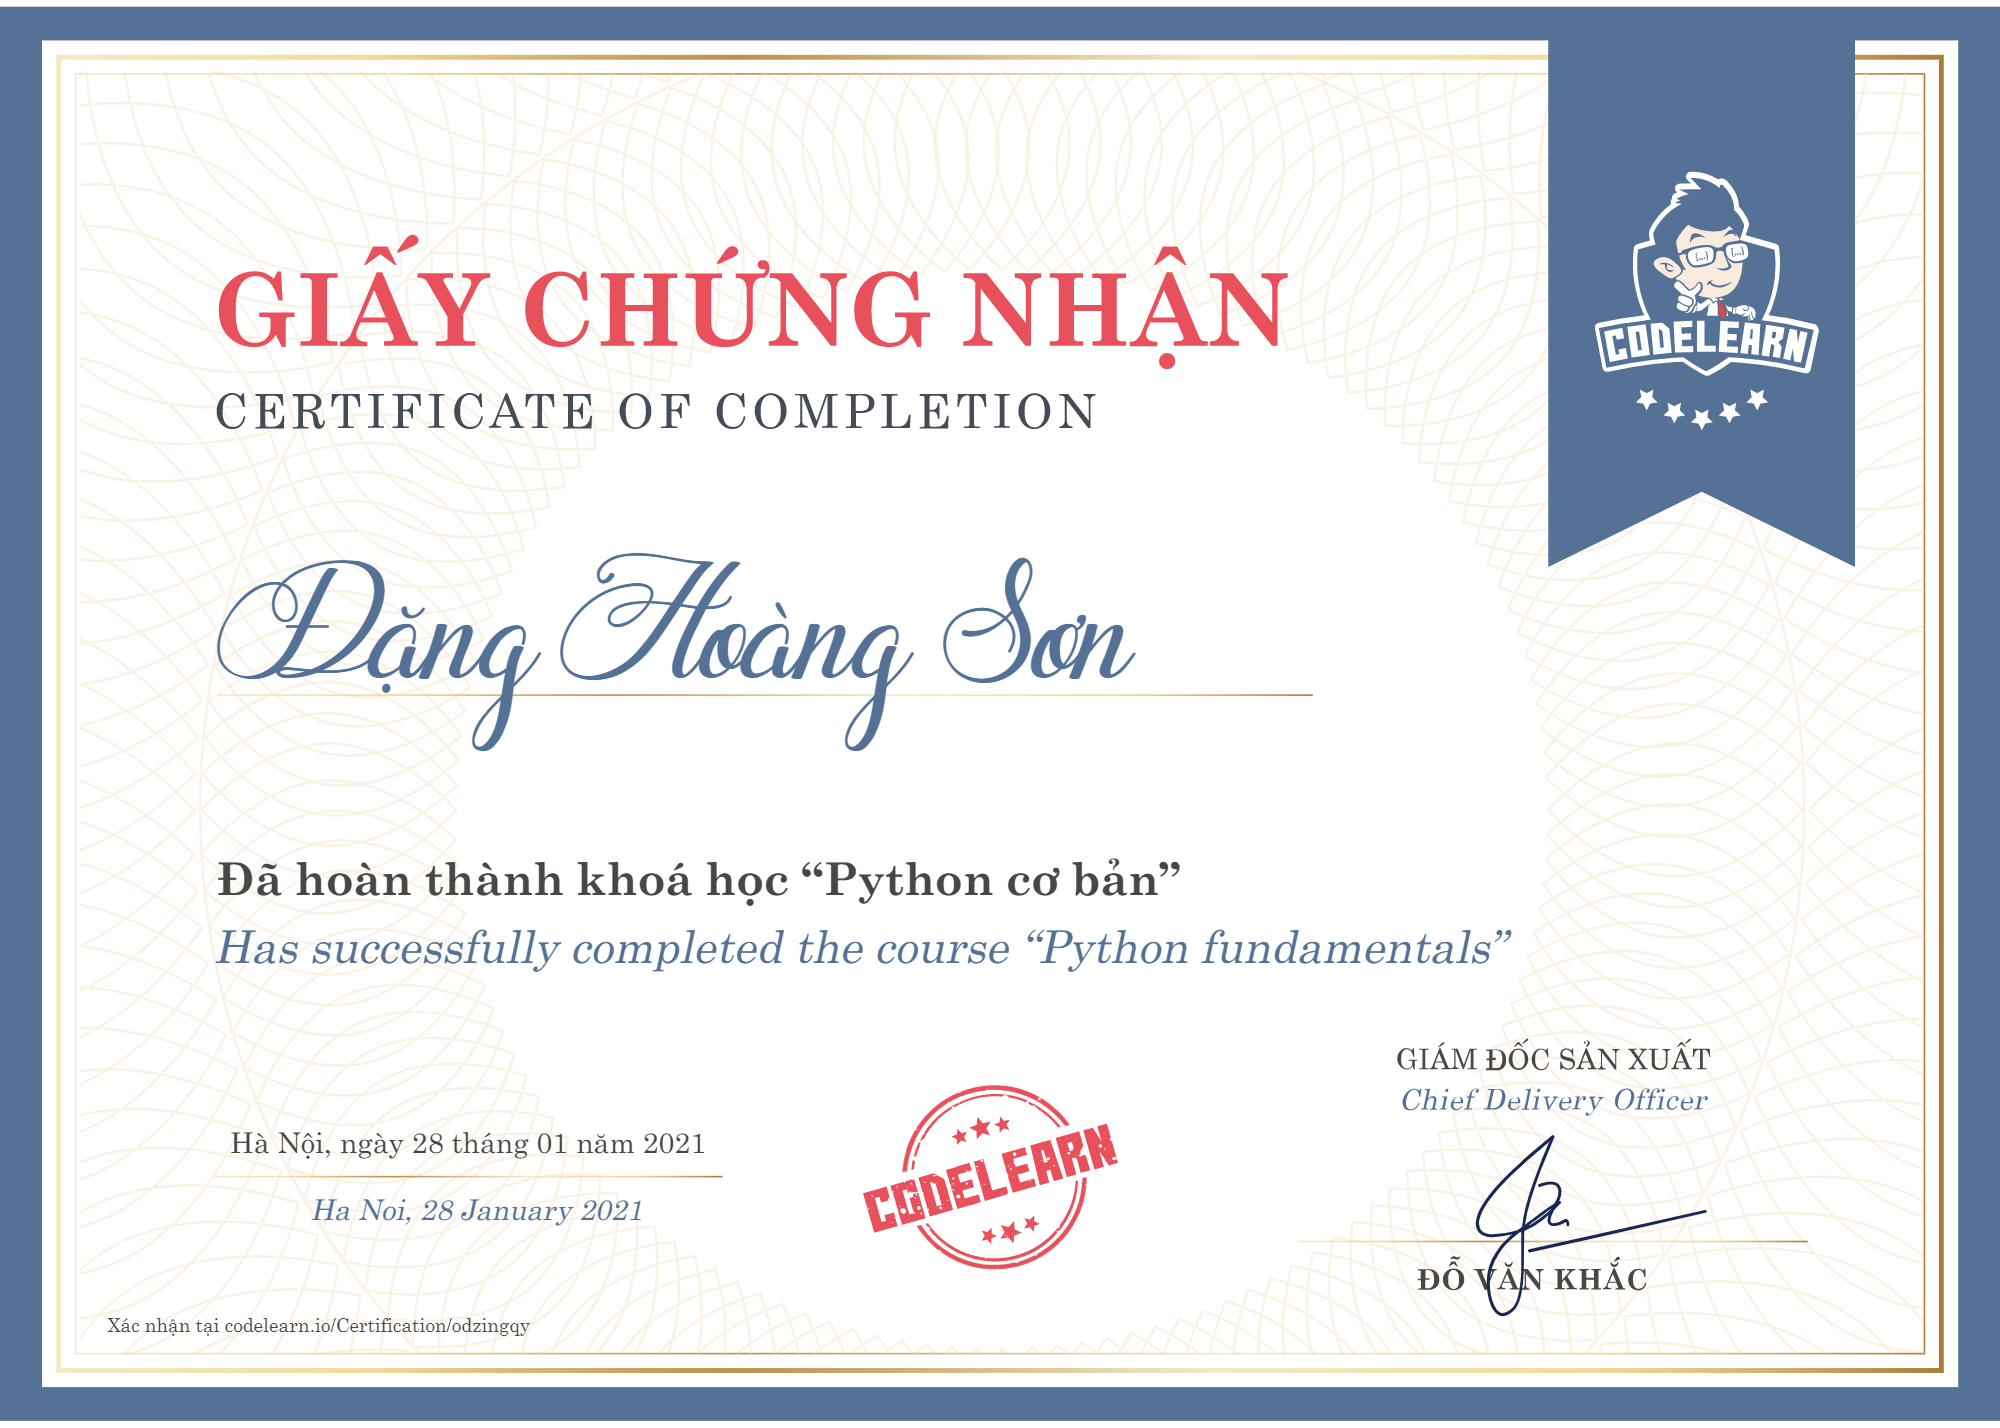 GIẤY CHỨNG NHẬN
CERTIFICATE OF COMPLETION
{...} {...}
CODELEARN
Đặng Hoàng Sơn
Đã hoàn thành khoá học “Python cơ bản”
Has successfully completed the course “Python fundamentals”
GIÁM ĐỐC SẢN XUẤT
Chief Delivery Officer
Hà Nội, ngày 28 tháng 01 năm 2021
Ha Noi, 28 January 2021
CODELEARN
ĐỖ VĂN KHẮC
Xác nhận tại codelearn.io/Certification/odzingqy